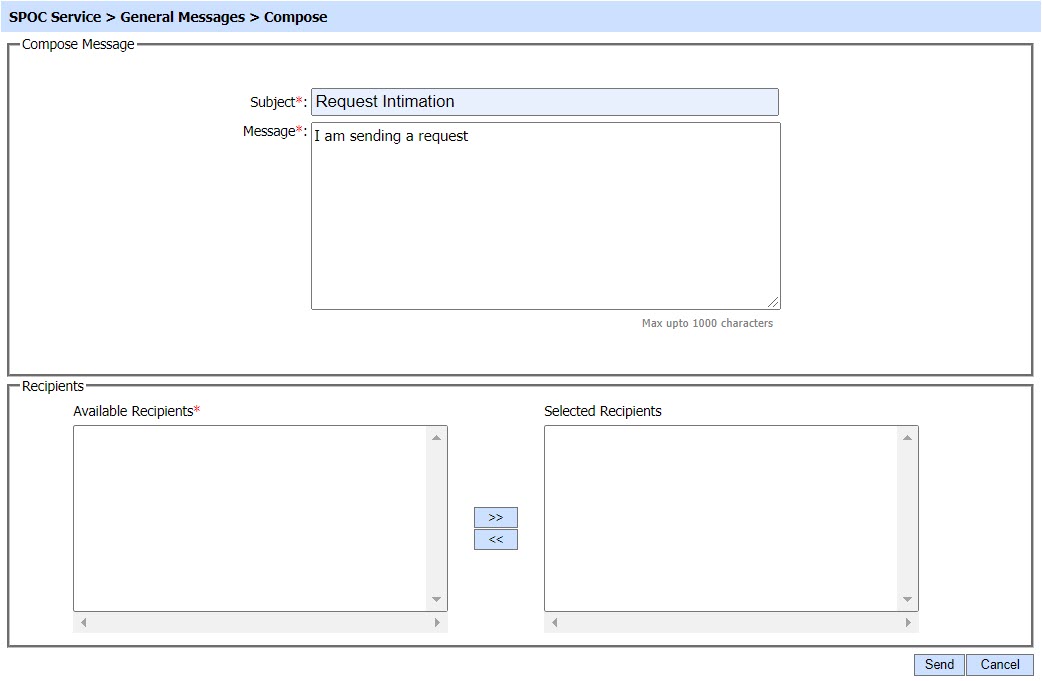 SPOC Service > General Messages > Compose
Compose Message
Subject*: Request Intimation
Message*: I am sending a request
Max upto 1000 characters
Recipients
Available Recipients* Selected Recipients
>>
<<
Send Cancel